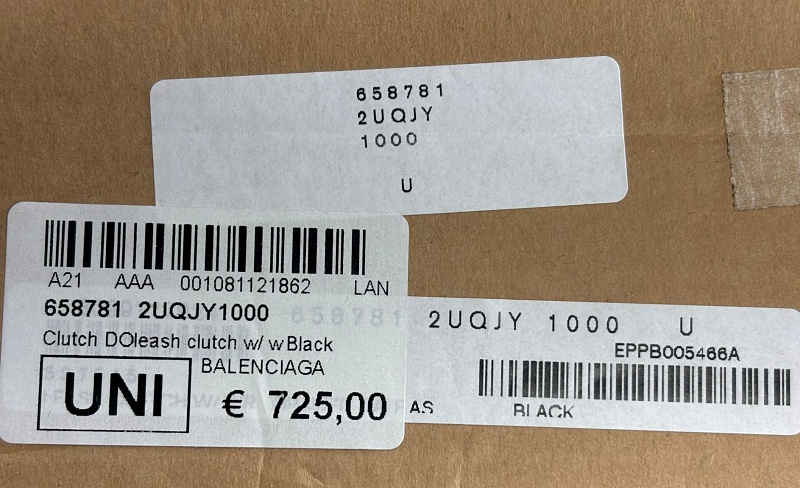 658781
2UQJY
1000
U
A21 AAA 001081121862 LAN
658781 2UQJY1000
Clutch DOleash clutch w/ wBlack
BALENCIAGA
UNI € 725,00
658781 2UQJY 1000 U
EPPB005466A
AS BLACK